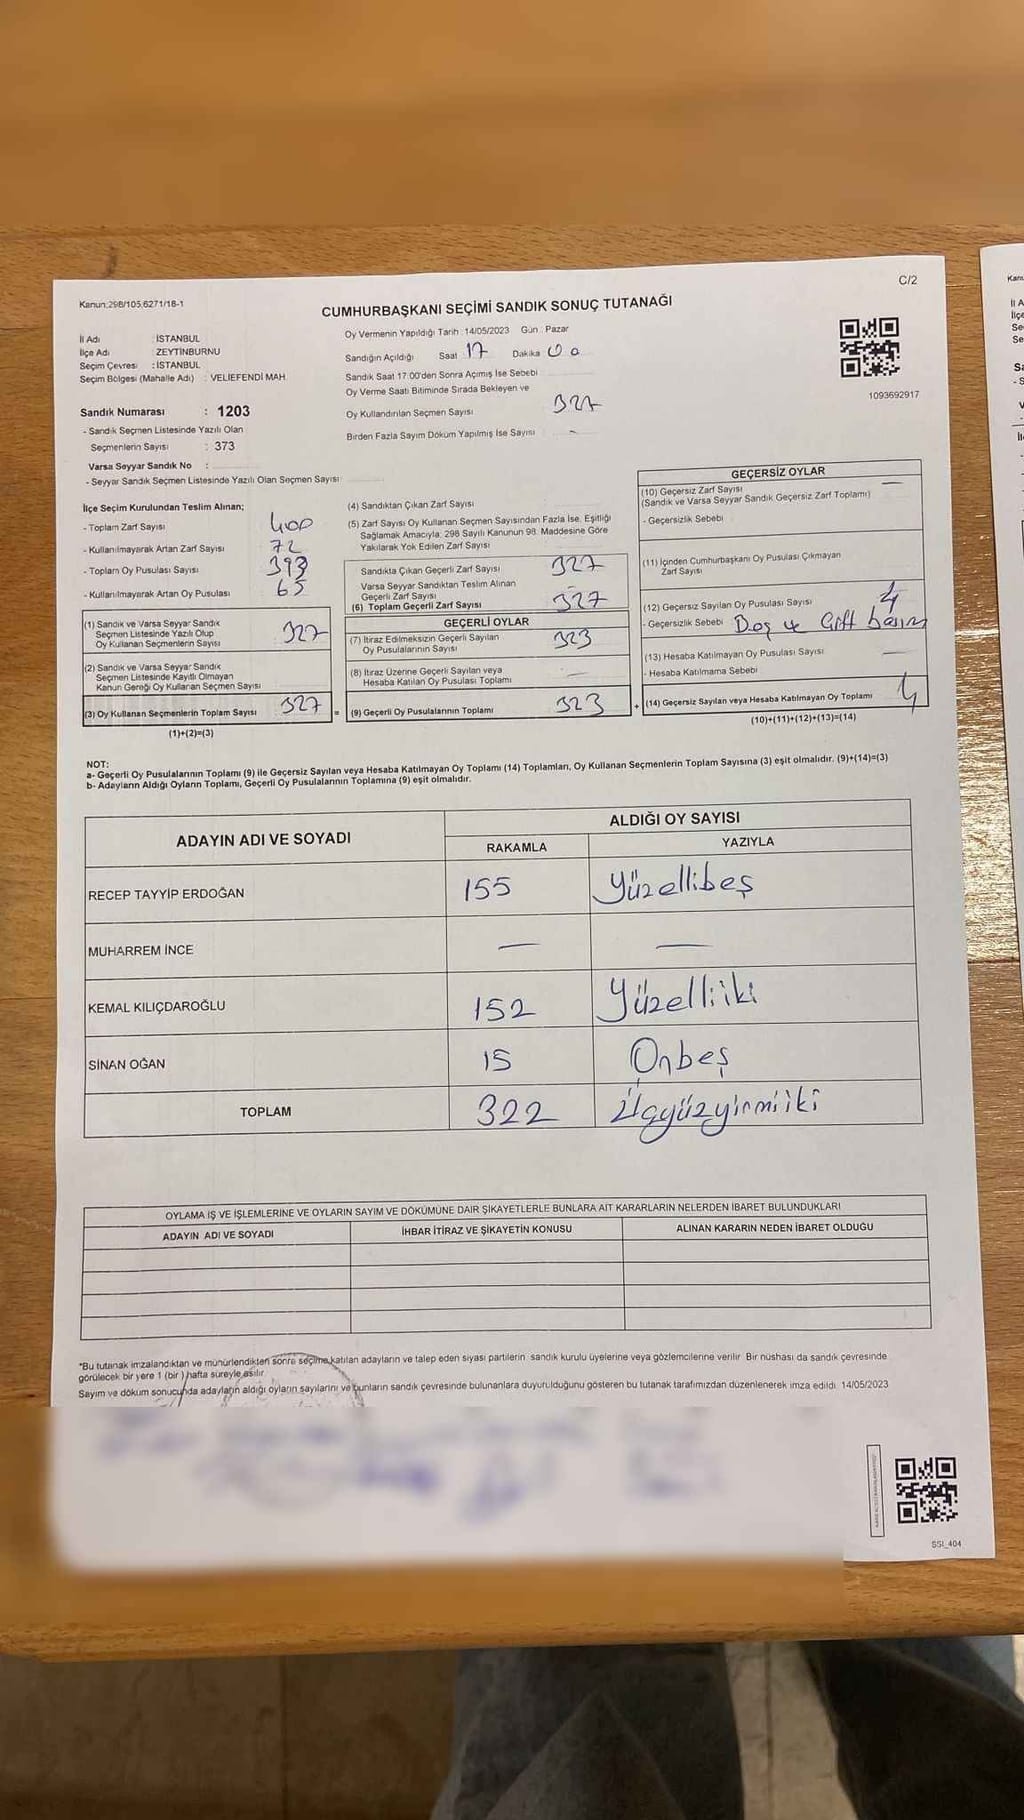 C/2
Kanun:298/105,6271/18-1
CUMHURBAŞKANI SEÇİMİ SANDIK SONUÇ TUTANAĞI
İl Adı : İSTANBUL
İlçe Adı : ZEYTİNBURNU
Seçim Çevresi : İSTANBUL
Seçim Bölgesi (Mahalle Adı) : VELİEFENDİ MAH
Sandık Numarası : 1203
- Sandık Seçmen Listesinde Yazılı Olan
Seçmenlerin Sayısı : 373
Varsa Seyyar Sandık No :
- Seyyar Sandık Seçmen Listesinde Yazılı Olan Seçmen Sayısı
Oy Vermenin Yapıldığı Tarih : 14/05/2023 Gün : Pazar
Sandığın Açıldığı Saat 17 Dakika 00
Sandık Saat 17:00'den Sonra Açımış İse Sebebi
Oy Verme Saati Bitiminde Sırada Bekleyen ve
Oy Kullandırılan Seçmen Sayısı 327
Birden Fazla Sayım Döküm Yapılmış İse Sayısı -
1093692917
İlçe Seçim Kurulundan Teslim Alınan;
- Toplam Zarf Sayısı 400
- Kullanılmayarak Artan Zarf Sayısı 72
- Toplam Oy Pusulası Sayısı 393
- Kullanılmayarak Artan Oy Pusulası 65
(1) Sandık ve Varsa Seyyar Sandık
Seçmen Listesinde Yazılı Olup
Oy Kullanan Seçmenlerin Sayısı 327
(2) Sandık ve Varsa Seyyar Sandık
Seçmen Listesinde Kayıtlı Olmayan
Kanun Gereği Oy Kullanan Seçmen Sayısı
(3) Oy Kullanan Seçmenlerin Toplam Sayısı 327 =
(1)+(2)=(3)
(4) Sandıktan Çıkan Zarf Sayısı
(5) Zarf Sayısı Oy Kullanan Seçmen Sayısından Fazla İse, Eşitliği
Sağlamak Amacıyla; 298 Sayılı Kanunun 98. Maddesine Göre
Yakılarak Yok Edilen Zarf Sayısı
Sandıkta Çıkan Geçerli Zarf Sayısı 327
Varsa Seyyar Sandıktan Teslim Alınan
Geçerli Zarf Sayısı -
(6) Toplam Geçerli Zarf Sayısı 327
GEÇERLİ OYLAR
(7) İtiraz Edilmeksizin Geçerli Sayılan
Oy Pusulalarının Sayısı 323
(8) İtiraz Üzerine Geçerli Sayılan veya
Hesaba Katılan Oy Pusulası Toplamı —
(9) Geçerli Oy Pusulalarının Toplamı 323 +
GEÇERSİZ OYLAR
(10) Geçersiz Zarf Sayısı —
(Sandık ve Varsa Seyyar Sandık Geçersiz Zarf Toplamı)
- Geçersizlik Sebebi
(11) İçinden Cumhurbaşkanı Oy Pusulası Çıkmayan
Zarf Sayısı
(12) Geçersiz Sayılan Oy Pusulası Sayısı 4
- Geçersizlik Sebebi Boş ve Çift basım
(13) Hesaba Katılmayan Oy Pusulası Sayısı —
- Hesaba Katılmama Sebebi
(14) Geçersiz Sayılan veya Hesaba Katılmayan Oy Toplamı 4
(10)+(11)+(12)+(13)=(14)
NOT:
a- Geçerli Oy Pusulalarının Toplamı (9) ile Geçersiz Sayılan veya Hesaba Katılmayan Oy Toplamı (14) Toplamları, Oy Kullanan Seçmenlerin Toplam Sayısına (3) eşit olmalıdır. (9)+(14)=(3)
b- Adayların Aldığı Oyların Toplamı, Geçerli Oy Pusulalarının Toplamına (9) eşit olmalıdır.
ADAYIN ADI VE SOYADI
ALDIĞI OY SAYISI
RAKAMLA YAZIYLA
RECEP TAYYİP ERDOĞAN 155 Yüzellibeş
MUHARREM İNCE — —
KEMAL KILIÇDAROĞLU 152 Yüzelliiki
SİNAN OĞAN 15 Onbeş
TOPLAM 322 Üçyüzyirmiiki
OYLAMA İŞ VE İŞLEMLERİNE VE OYLARIN SAYIM VE DÖKÜMÜNE DAİR ŞİKAYETLERLE BUNLARA AİT KARARLARIN NELERDEN İBARET BULUNDUKLARI
ADAYIN ADI VE SOYADI İHBAR İTİRAZ VE ŞİKAYETİN KONUSU ALINAN KARARIN NEDEN İBARET OLDUĞU
*Bu tutanak imzalandıktan ve mühürlendikten sonra seçime katılan adayların ve talep eden siyasi partilerin sandık kurulu üyelerine veya gözlemcilerine verilir. Bir nüshası da sandık çevresinde
görülecek bir yere 1 (bir) hafta süreyle asılır.
Sayım ve döküm sonucunda adayların aldığı oyların sayılarını ve bunların sandık çevresinde bulunanlara duyurulduğunu gösteren bu tutanak tarafımızdan düzenlenerek imza edildi. 14/05/2023
SSİ_404